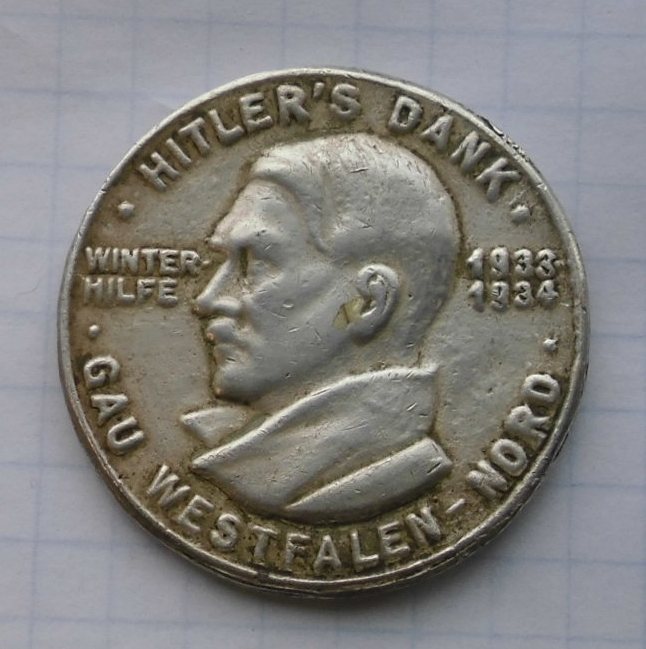 · HITLER'S DANK ·
WINTER-
HILFE
1933
1934
· GAU WESTFALEN-NORD ·